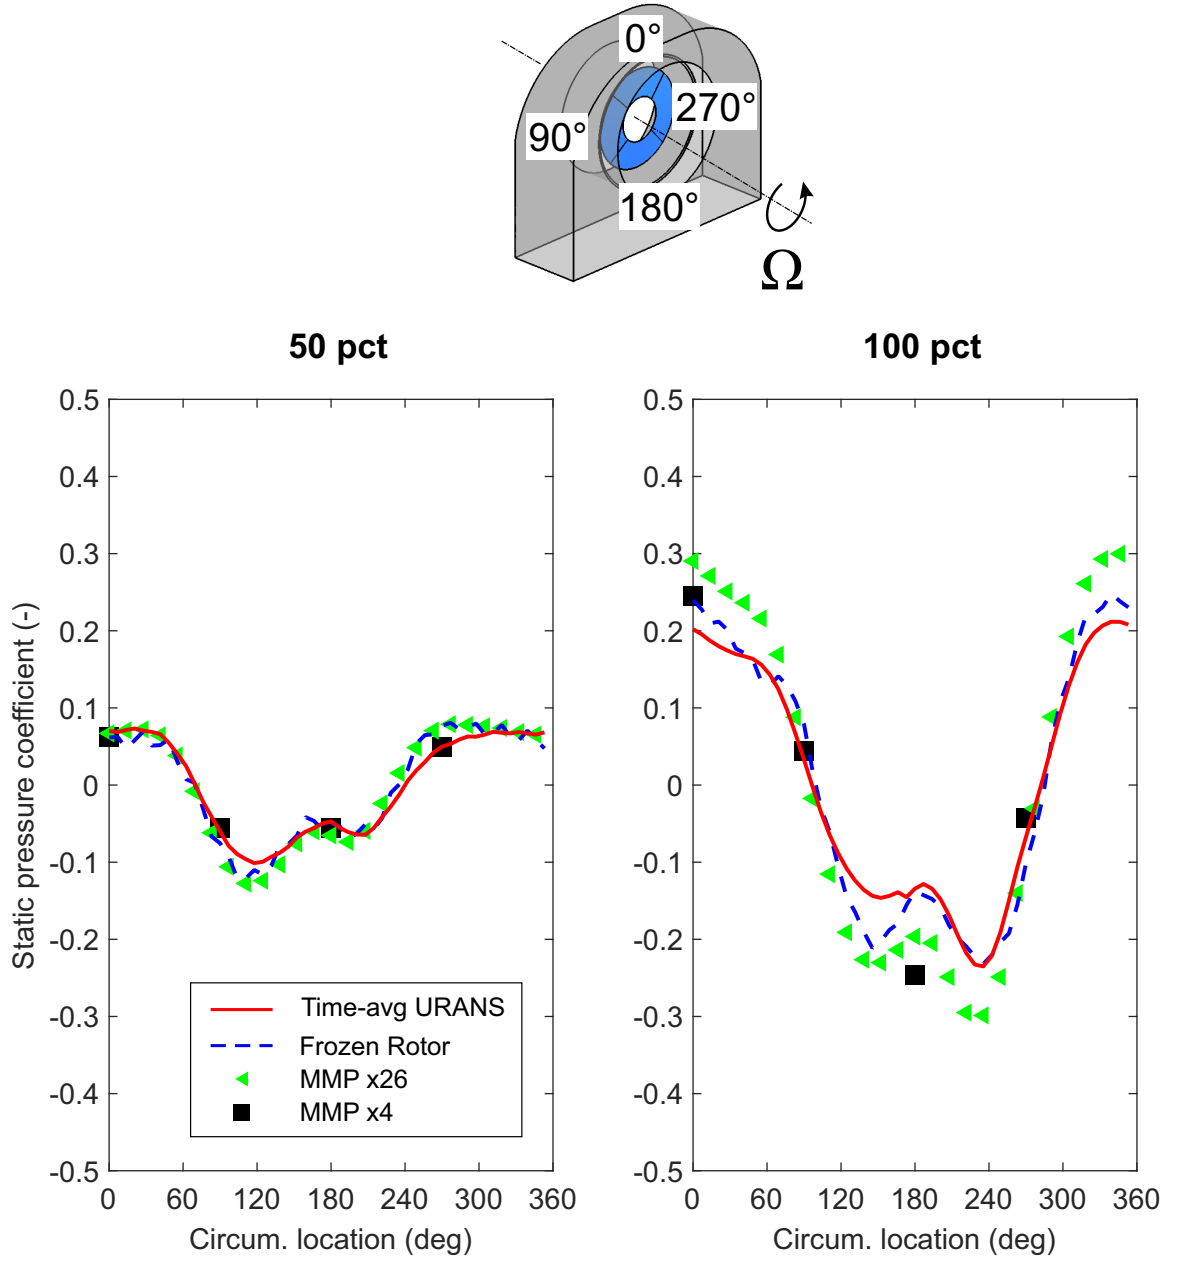 0°
270°
90°
180°
Ω
50 pct
100 pct
0.5
0.4
0.3
0.2
0.1
0
-0.1
-0.2
-0.3
-0.4
-0.5
0 60 120 180 240 300 360
Circum. location (deg)
Static pressure coefficient (-)
Time-avg URANS
Frozen Rotor
MMP x26
MMP x4
0.5
0.4
0.3
0.2
0.1
0
-0.1
-0.2
-0.3
-0.4
-0.5
0 60 120 180 240 300 360
Circum. location (deg)